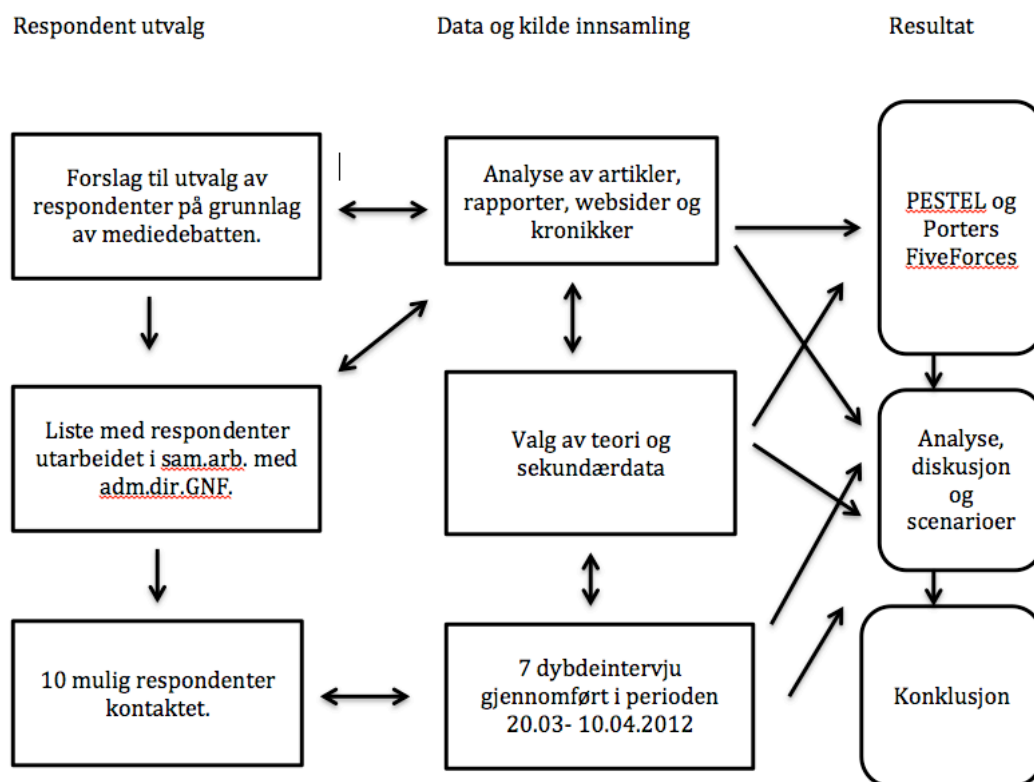 Respondent utvalg
Data og kilde innsamling
Resultat
Forslag til utvalg av
respondenter på grunnlag
av mediedebatten.
Analyse av artikler,
rapporter, websider og
kronikker
PESTEL og
Porters
FiveForces
Liste med respondenter
utarbeidet i sam.arb. med
adm.dir.GNF.
Valg av teori og
sekundærdata
Analyse,
diskusjon
og
scenarioer
10 mulig respondenter
kontaktet.
7 dybdeintervju
gjennomført i perioden
20.03- 10.04.2012
Konklusjon